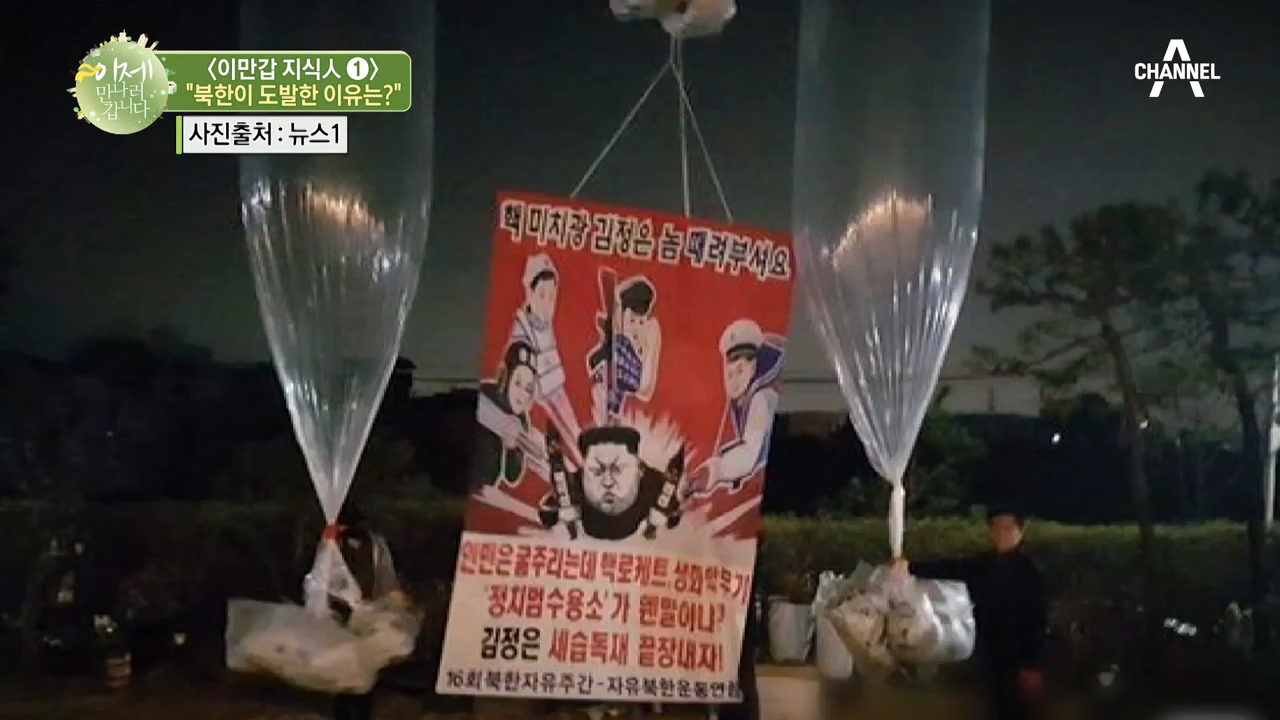 이제
만나러
갑니다
〈이만갑 지식人 ❶〉
"북한이 도발한 이유는?"
사진출처 : 뉴스1
CHANNEL
핵 미치광 김정은 놈 때려부셔요
인민은 굶주리는데 핵로케트, 생화학무기
'정치범수용소'가 웬말이냐?
김정은 세습독재 끝장내자!
16회 북한자유주간 - 자유북한운동연합